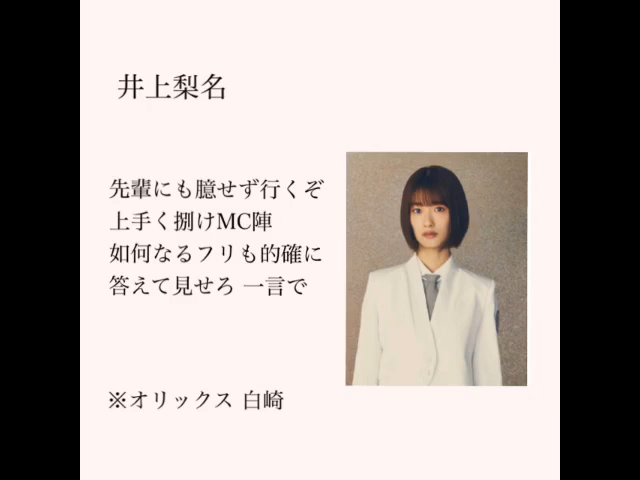 井上梨名
先輩にも臆せず行くぞ
上手く捌けMC陣
如何なるフリも的確に
答えて見せろ 一言で
※オリックス 白崎